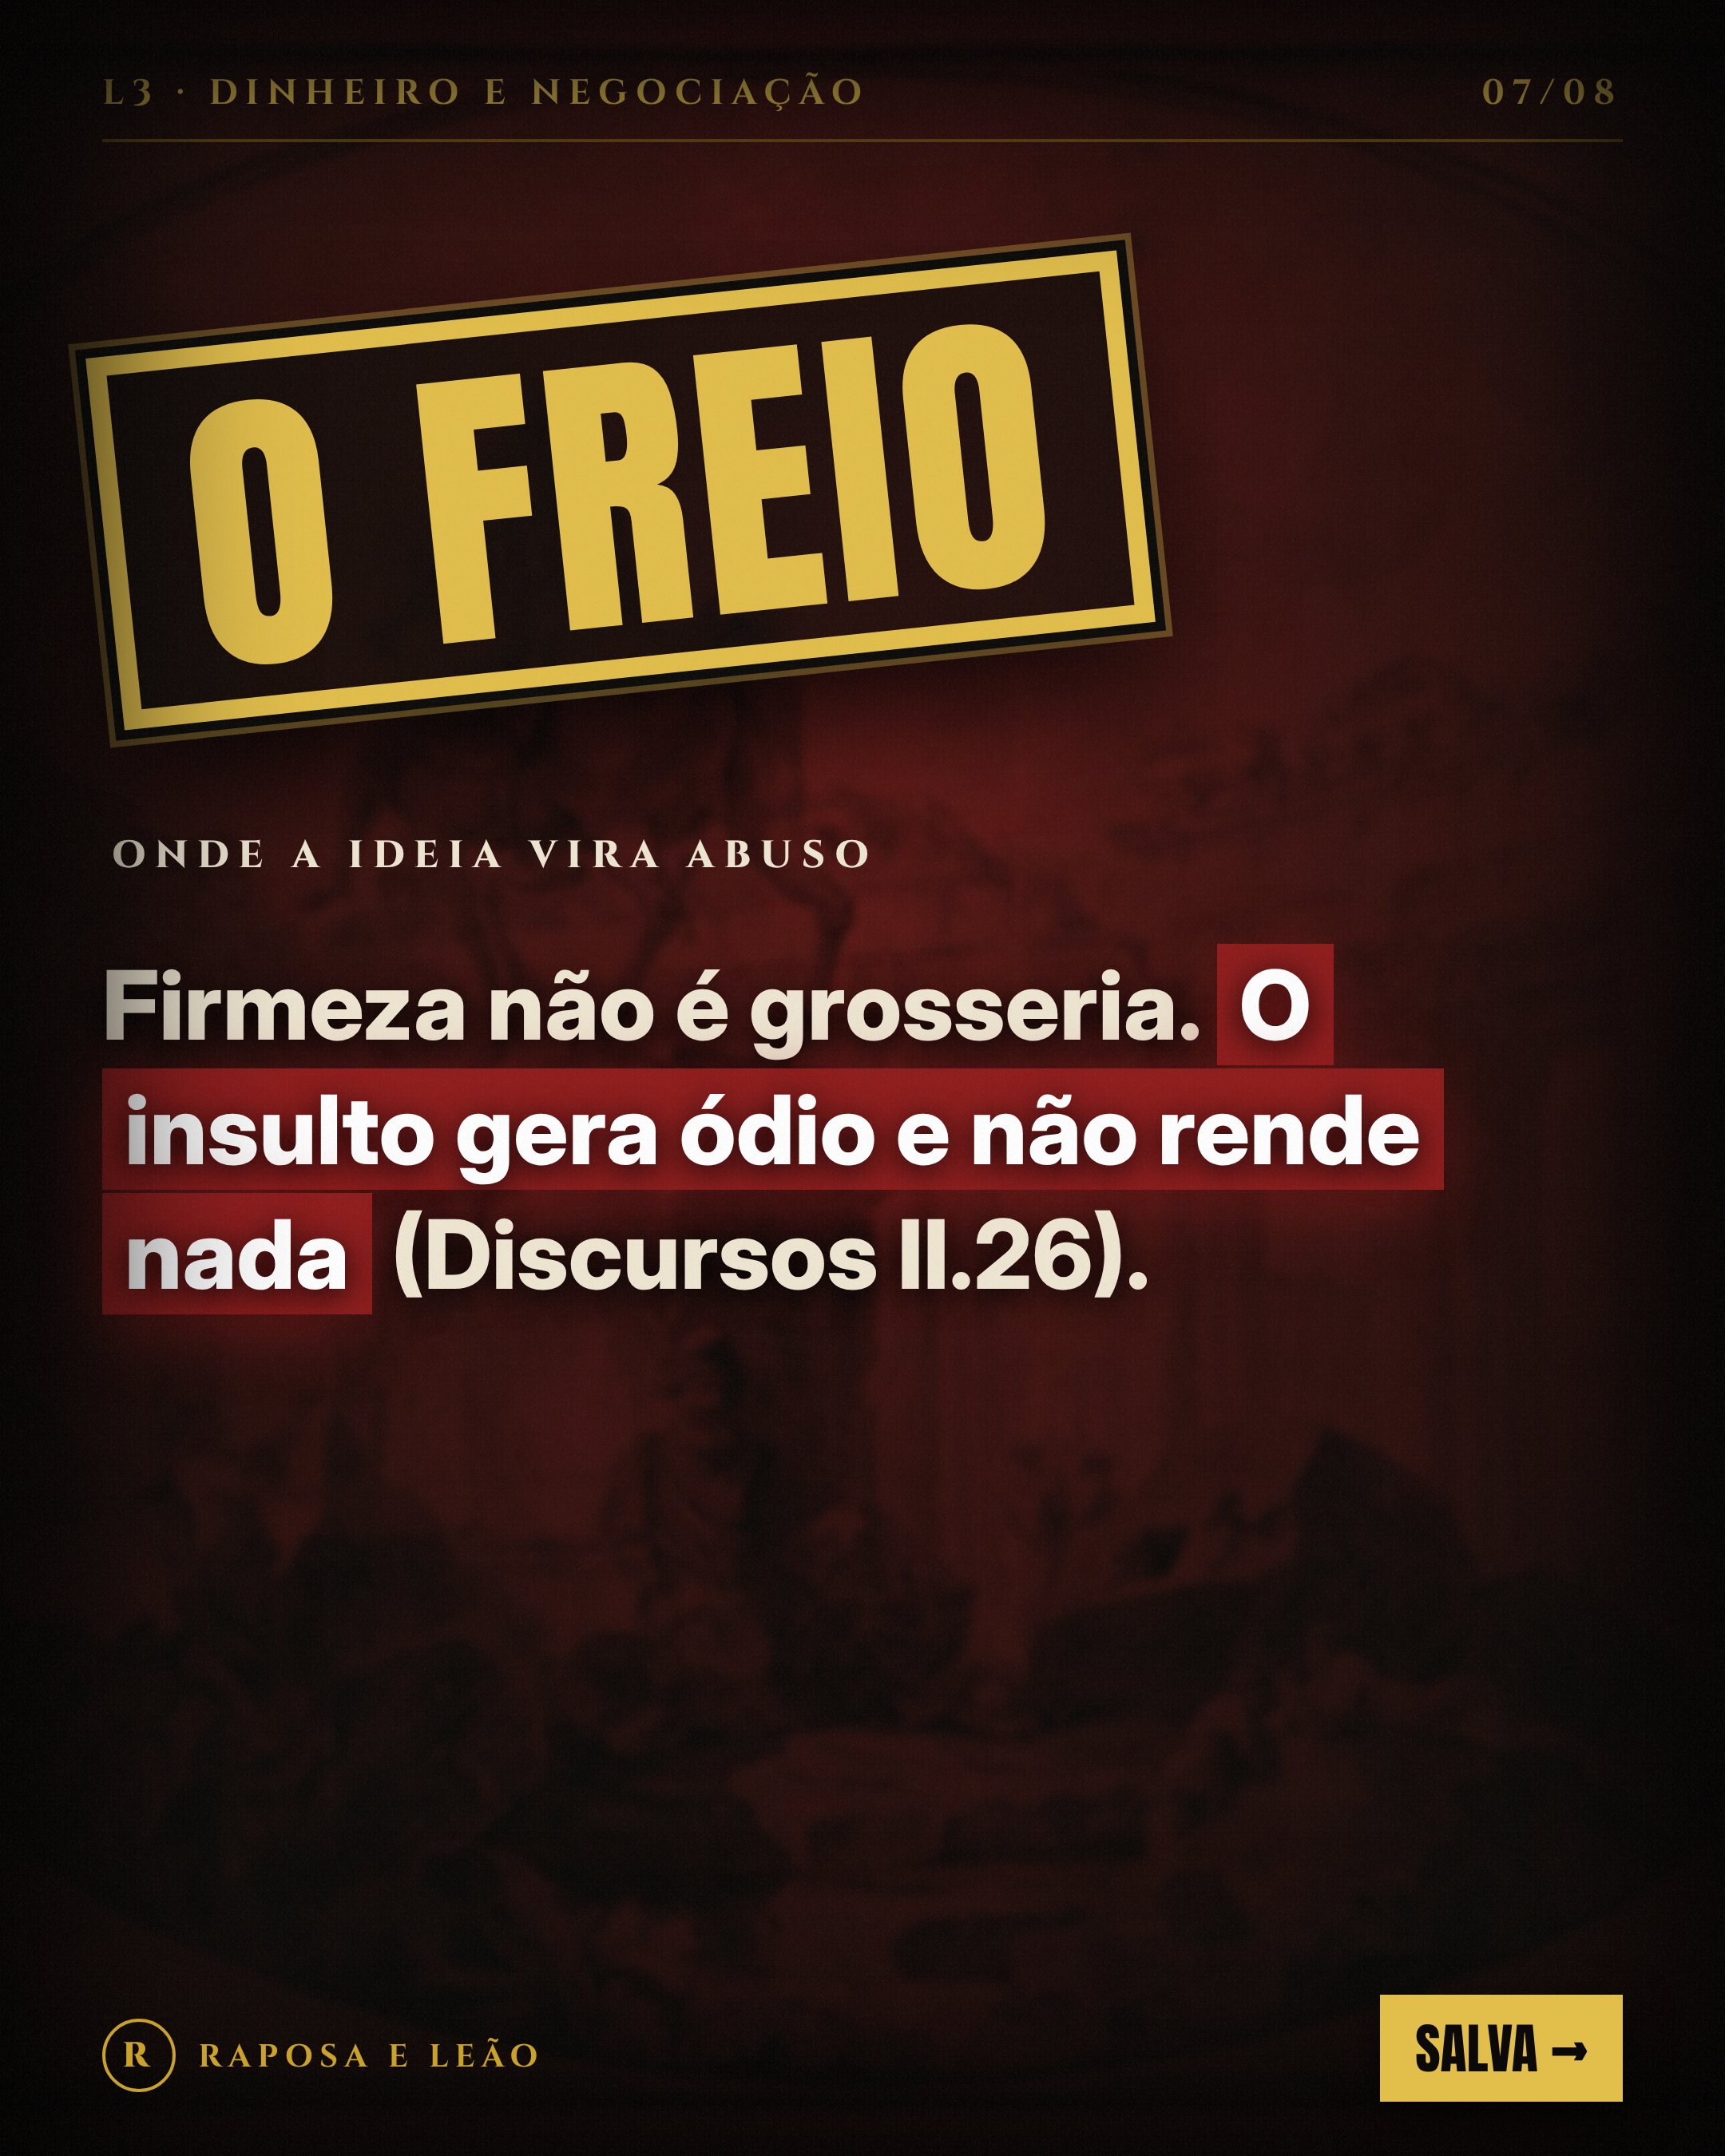 L3 · DINHEIRO E NEGOCIAÇÃO 07/08
O FREIO
ONDE A IDEIA VIRA ABUSO
Firmeza não é grosseria. O
insulto gera ódio e não rende
nada (Discursos II.26).
R RAPOSA E LEÃO
SALVA →